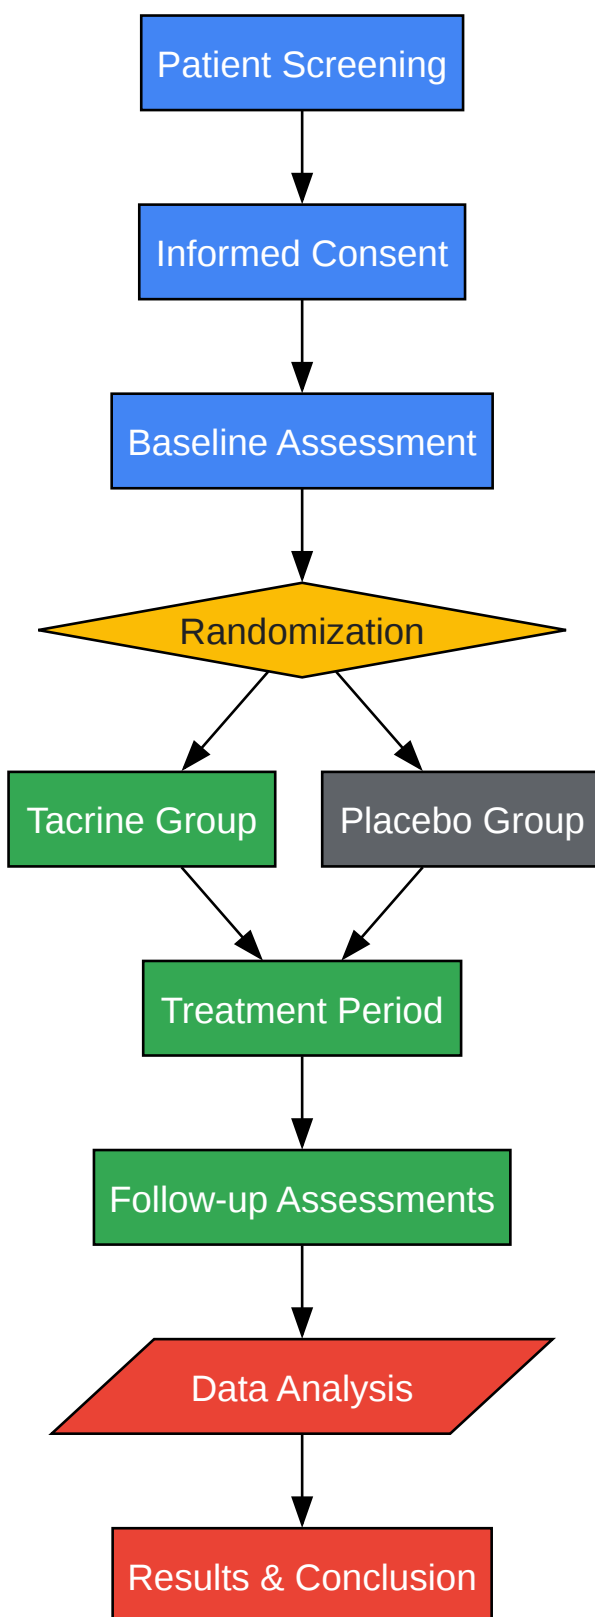 Patient Screening
Informed Consent
Baseline Assessment
Randomization
Tacrine Group
Placebo Group
Treatment Period
Follow-up Assessments
Data Analysis
Results & Conclusion